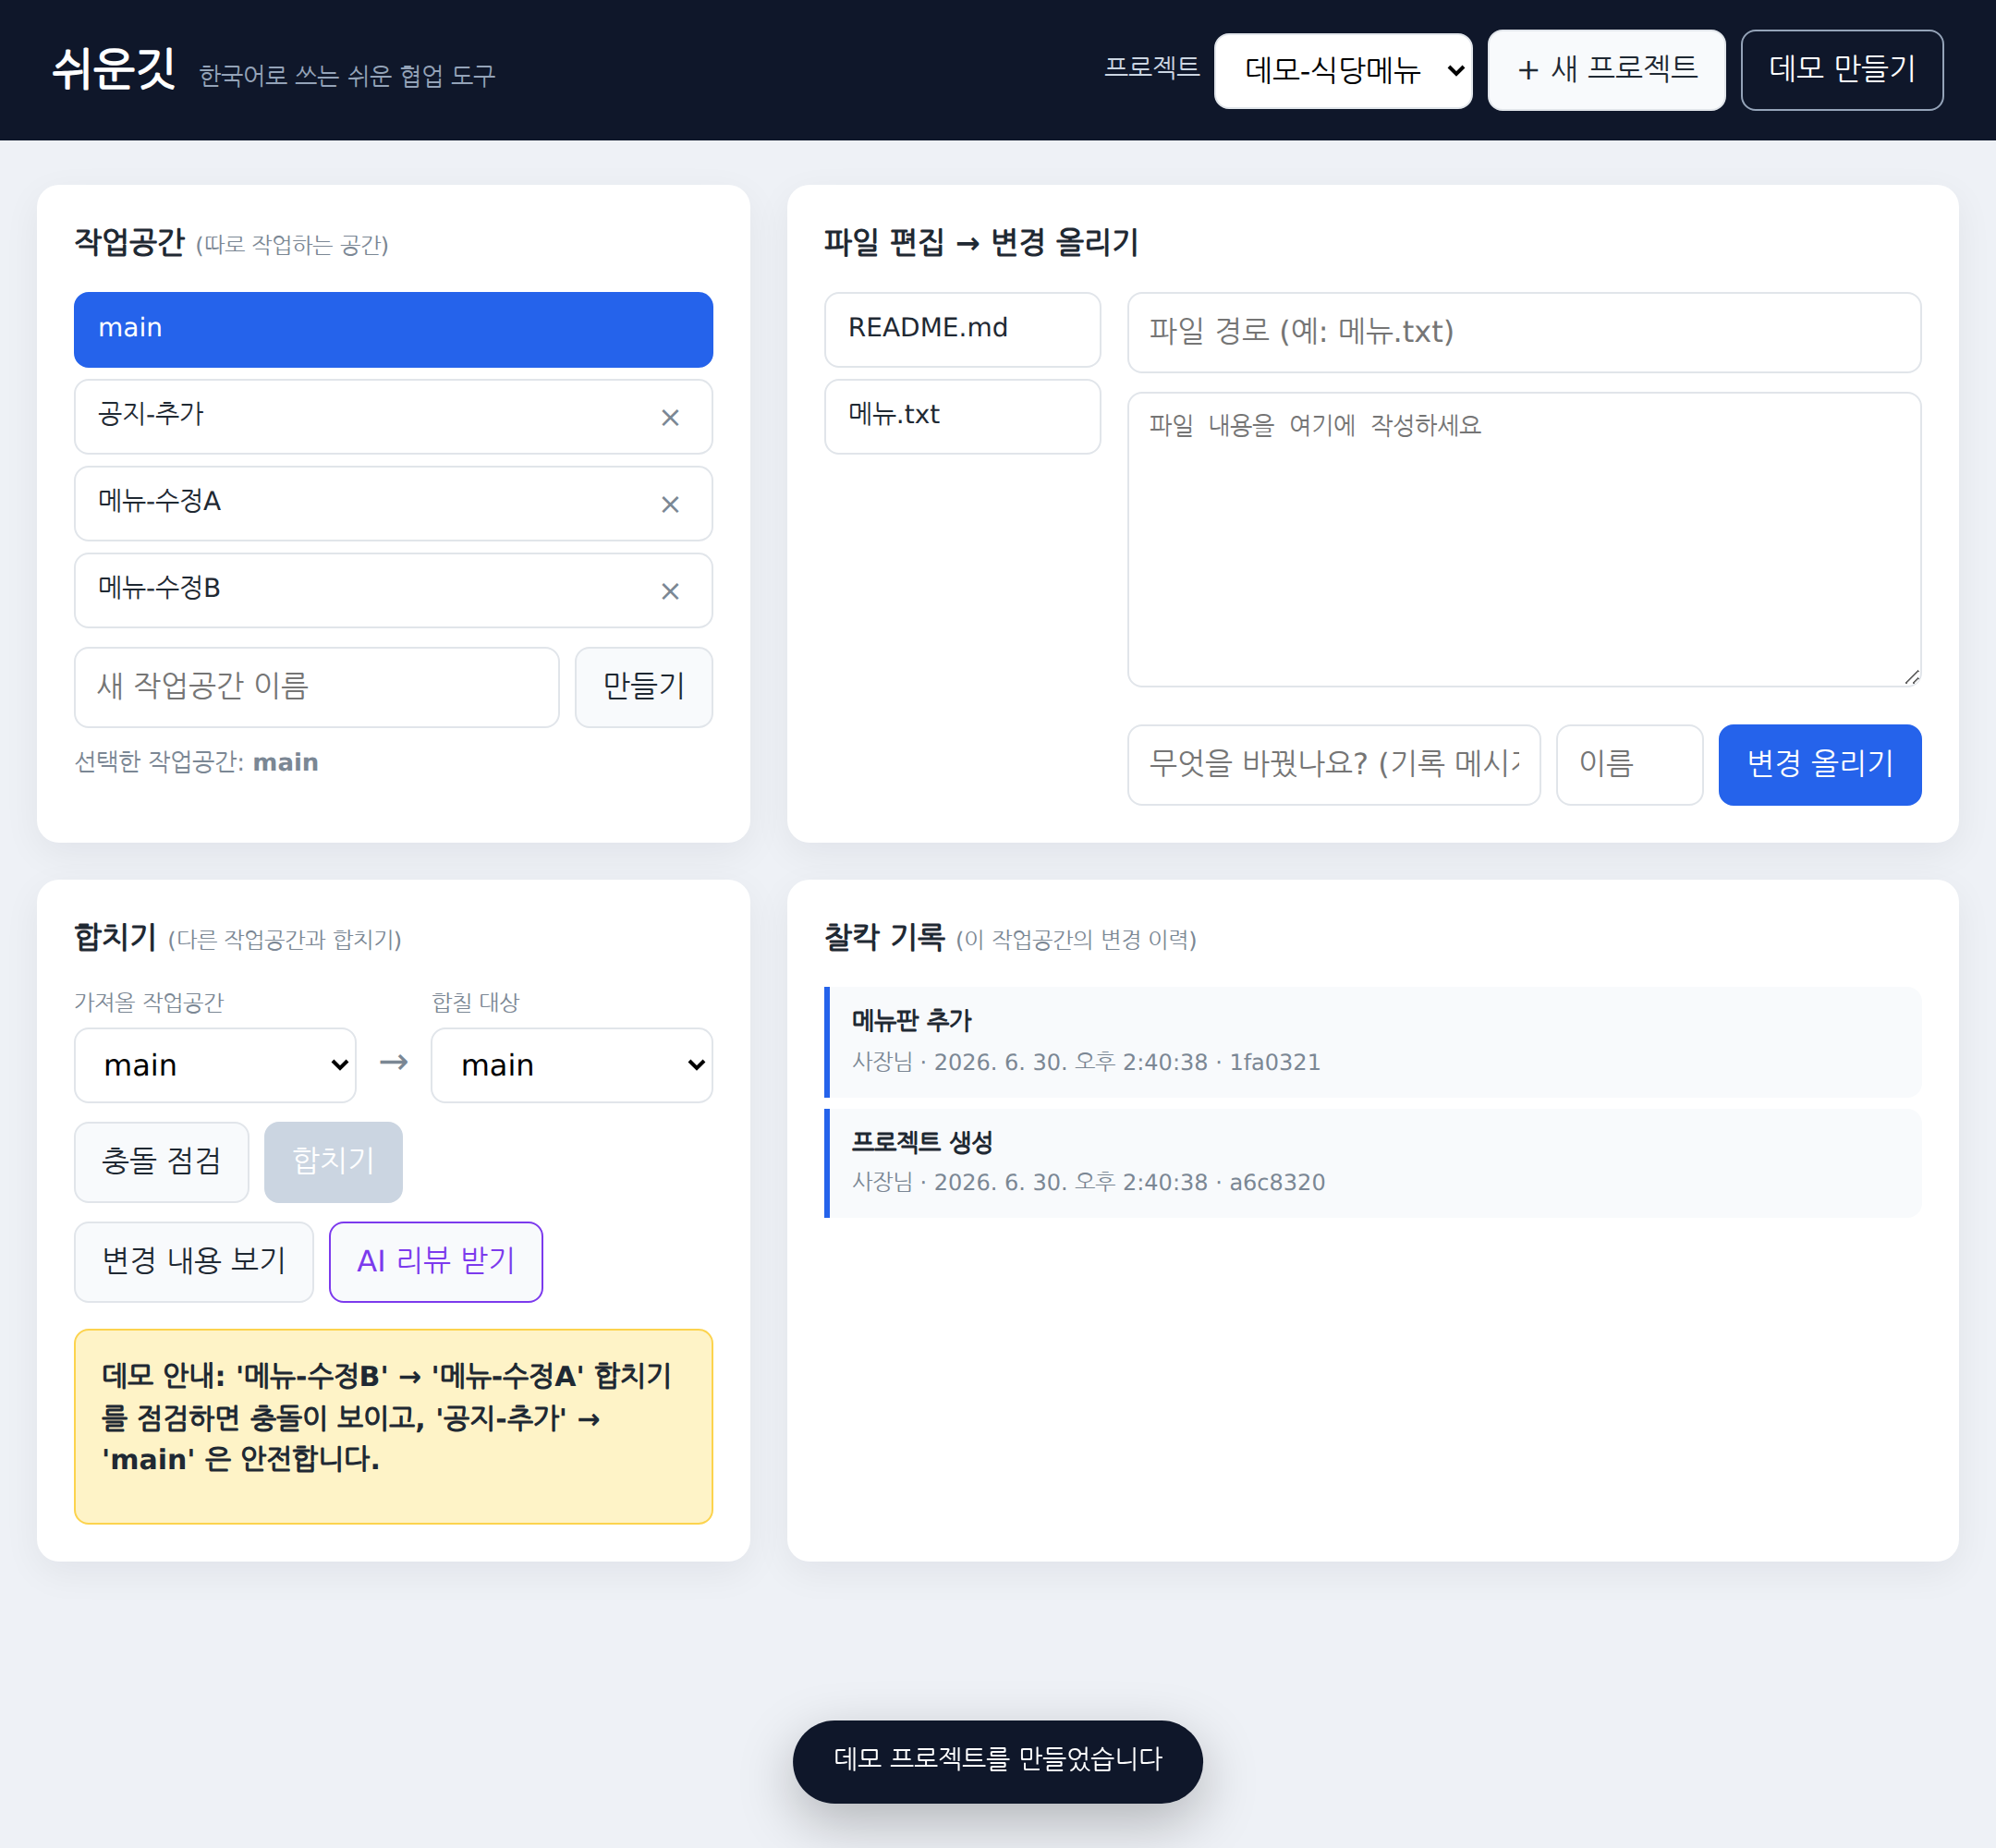 쉬운깃 한국어로 쓰는 쉬운 협업 도구
프로젝트 데모-식당메뉴 + 새 프로젝트 데모 만들기
작업공간 (따로 작업하는 공간)
main
공지-추가 ×
메뉴-수정A ×
메뉴-수정B ×
새 작업공간 이름 만들기
선택한 작업공간: main
파일 편집 → 변경 올리기
README.md
메뉴.txt
파일 경로 (예: 메뉴.txt)
파일 내용을 여기에 작성하세요
무엇을 바꿨나요? (기록 메시 이름 변경 올리기
합치기 (다른 작업공간과 합치기)
가져올 작업공간 합칠 대상
main → main
충돌 점검 합치기
변경 내용 보기 AI 리뷰 받기
데모 안내: '메뉴-수정B' → '메뉴-수정A' 합치기
를 점검하면 충돌이 보이고, '공지-추가' →
'main' 은 안전합니다.
찰칵 기록 (이 작업공간의 변경 이력)
메뉴판 추가
사장님 · 2026. 6. 30. 오후 2:40:38 · 1fa0321
프로젝트 생성
사장님 · 2026. 6. 30. 오후 2:40:38 · a6c8320
데모 프로젝트를 만들었습니다